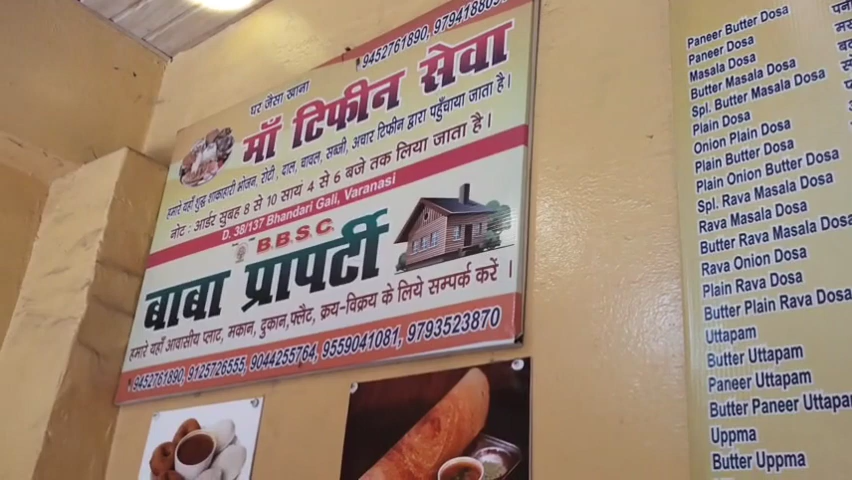 9452761890, 979418805
घर जैसा खाना
माँ टिफीन सेवा
हमारे यहाँ शुद्ध शाकाहारी भोजन, रोटी, दाल, चावल, सब्जी, अचार टिफीन द्वारा पहुँचाया जाता है।
नोट : आर्डर सुबह 8 से 10 सायं 4 से 6 बजे तक लिया जाता है।
D. 38/137 Bhandari Gali, Varanasi
B.B.S.C.
बाबा प्रापर्टी
हमारे यहाँ आवासीय प्लाट, मकान, दुकान,फ्लैट, क्रय-विक्रय के लिये सम्पर्क करें ।
9452761890, 9125726555, 9044255764, 9559041081, 9793523870
Paneer Butter Dosa
Paneer Dosa
Masala Dosa
Butter Masala Dosa
Spl. Butter Masala Dosa
Plain Dosa
Onion Plain Dosa
Plain Butter Dosa
Plain Onion Butter Dosa
Spl. Rava Masala Dosa
Rava Masala Dosa
Butter Rava Masala Dosa
Rava Onion Dosa
Plain Rava Dosa
Butter Plain Rava Dosa
Uttapam
Butter Uttapam
Paneer Uttapam
Butter Paneer Uttapam
Uppma
Butter Uppma